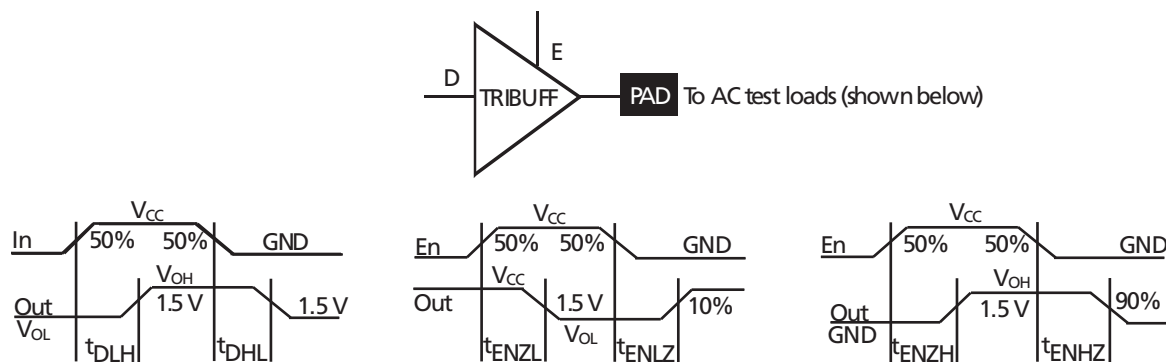 E
D
TRIBUFF
PAD To AC test loads (shown below)
In VCC 50% 50% GND
Out VOL VOH 1.5 V 1.5 V
tDLH tDHL
En VCC 50% 50% GND
Out VCC 1.5 V VOL 10%
tENZL tENLZ
En VCC 50% 50% GND
Out GND VOH 1.5 V 90%
tENZH tENHZ